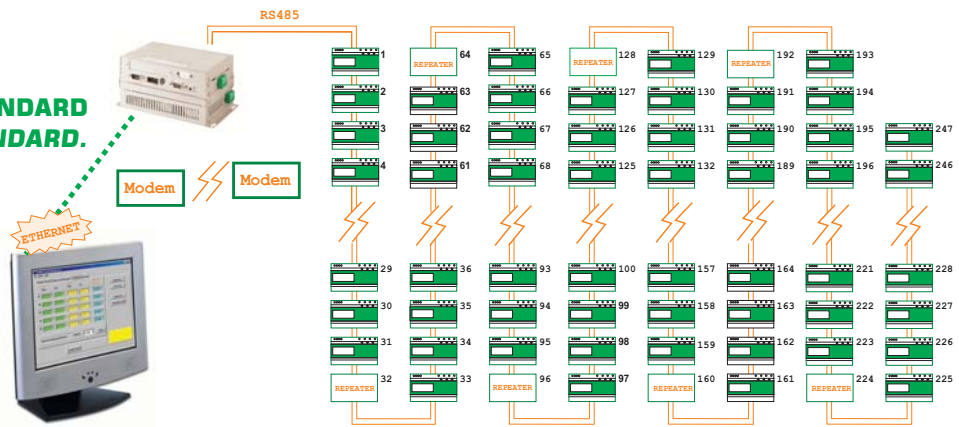 RS485
1 REPEATER 64 65 REPEATER 128 129 REPEATER 192 193
NDARD
2 63 66 127 130 191 194
NDARD.
3 62 67 126 131 190 195 247
4 61 68 125 132 189 196 246
Modem Modem
ETHERNET
29 36 93 100 157 164 221 228
30 35 94 99 158 163 222 227
31 34 95 98 159 162 223 226
REPEATER 32 33 REPEATER 96 97 REPEATER 160 161 REPEATER 224 225